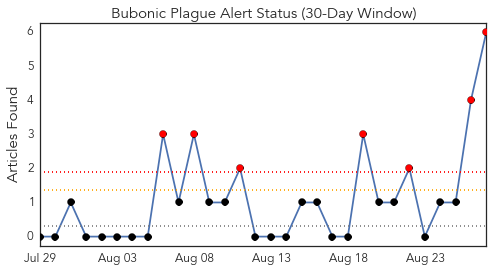 Bubonic Plague Alert Status (30-Day Window)
Articles Found
6
5
4
3
2
1
0
Jul 29 Aug 03 Aug 08 Aug 13 Aug 18 Aug 23